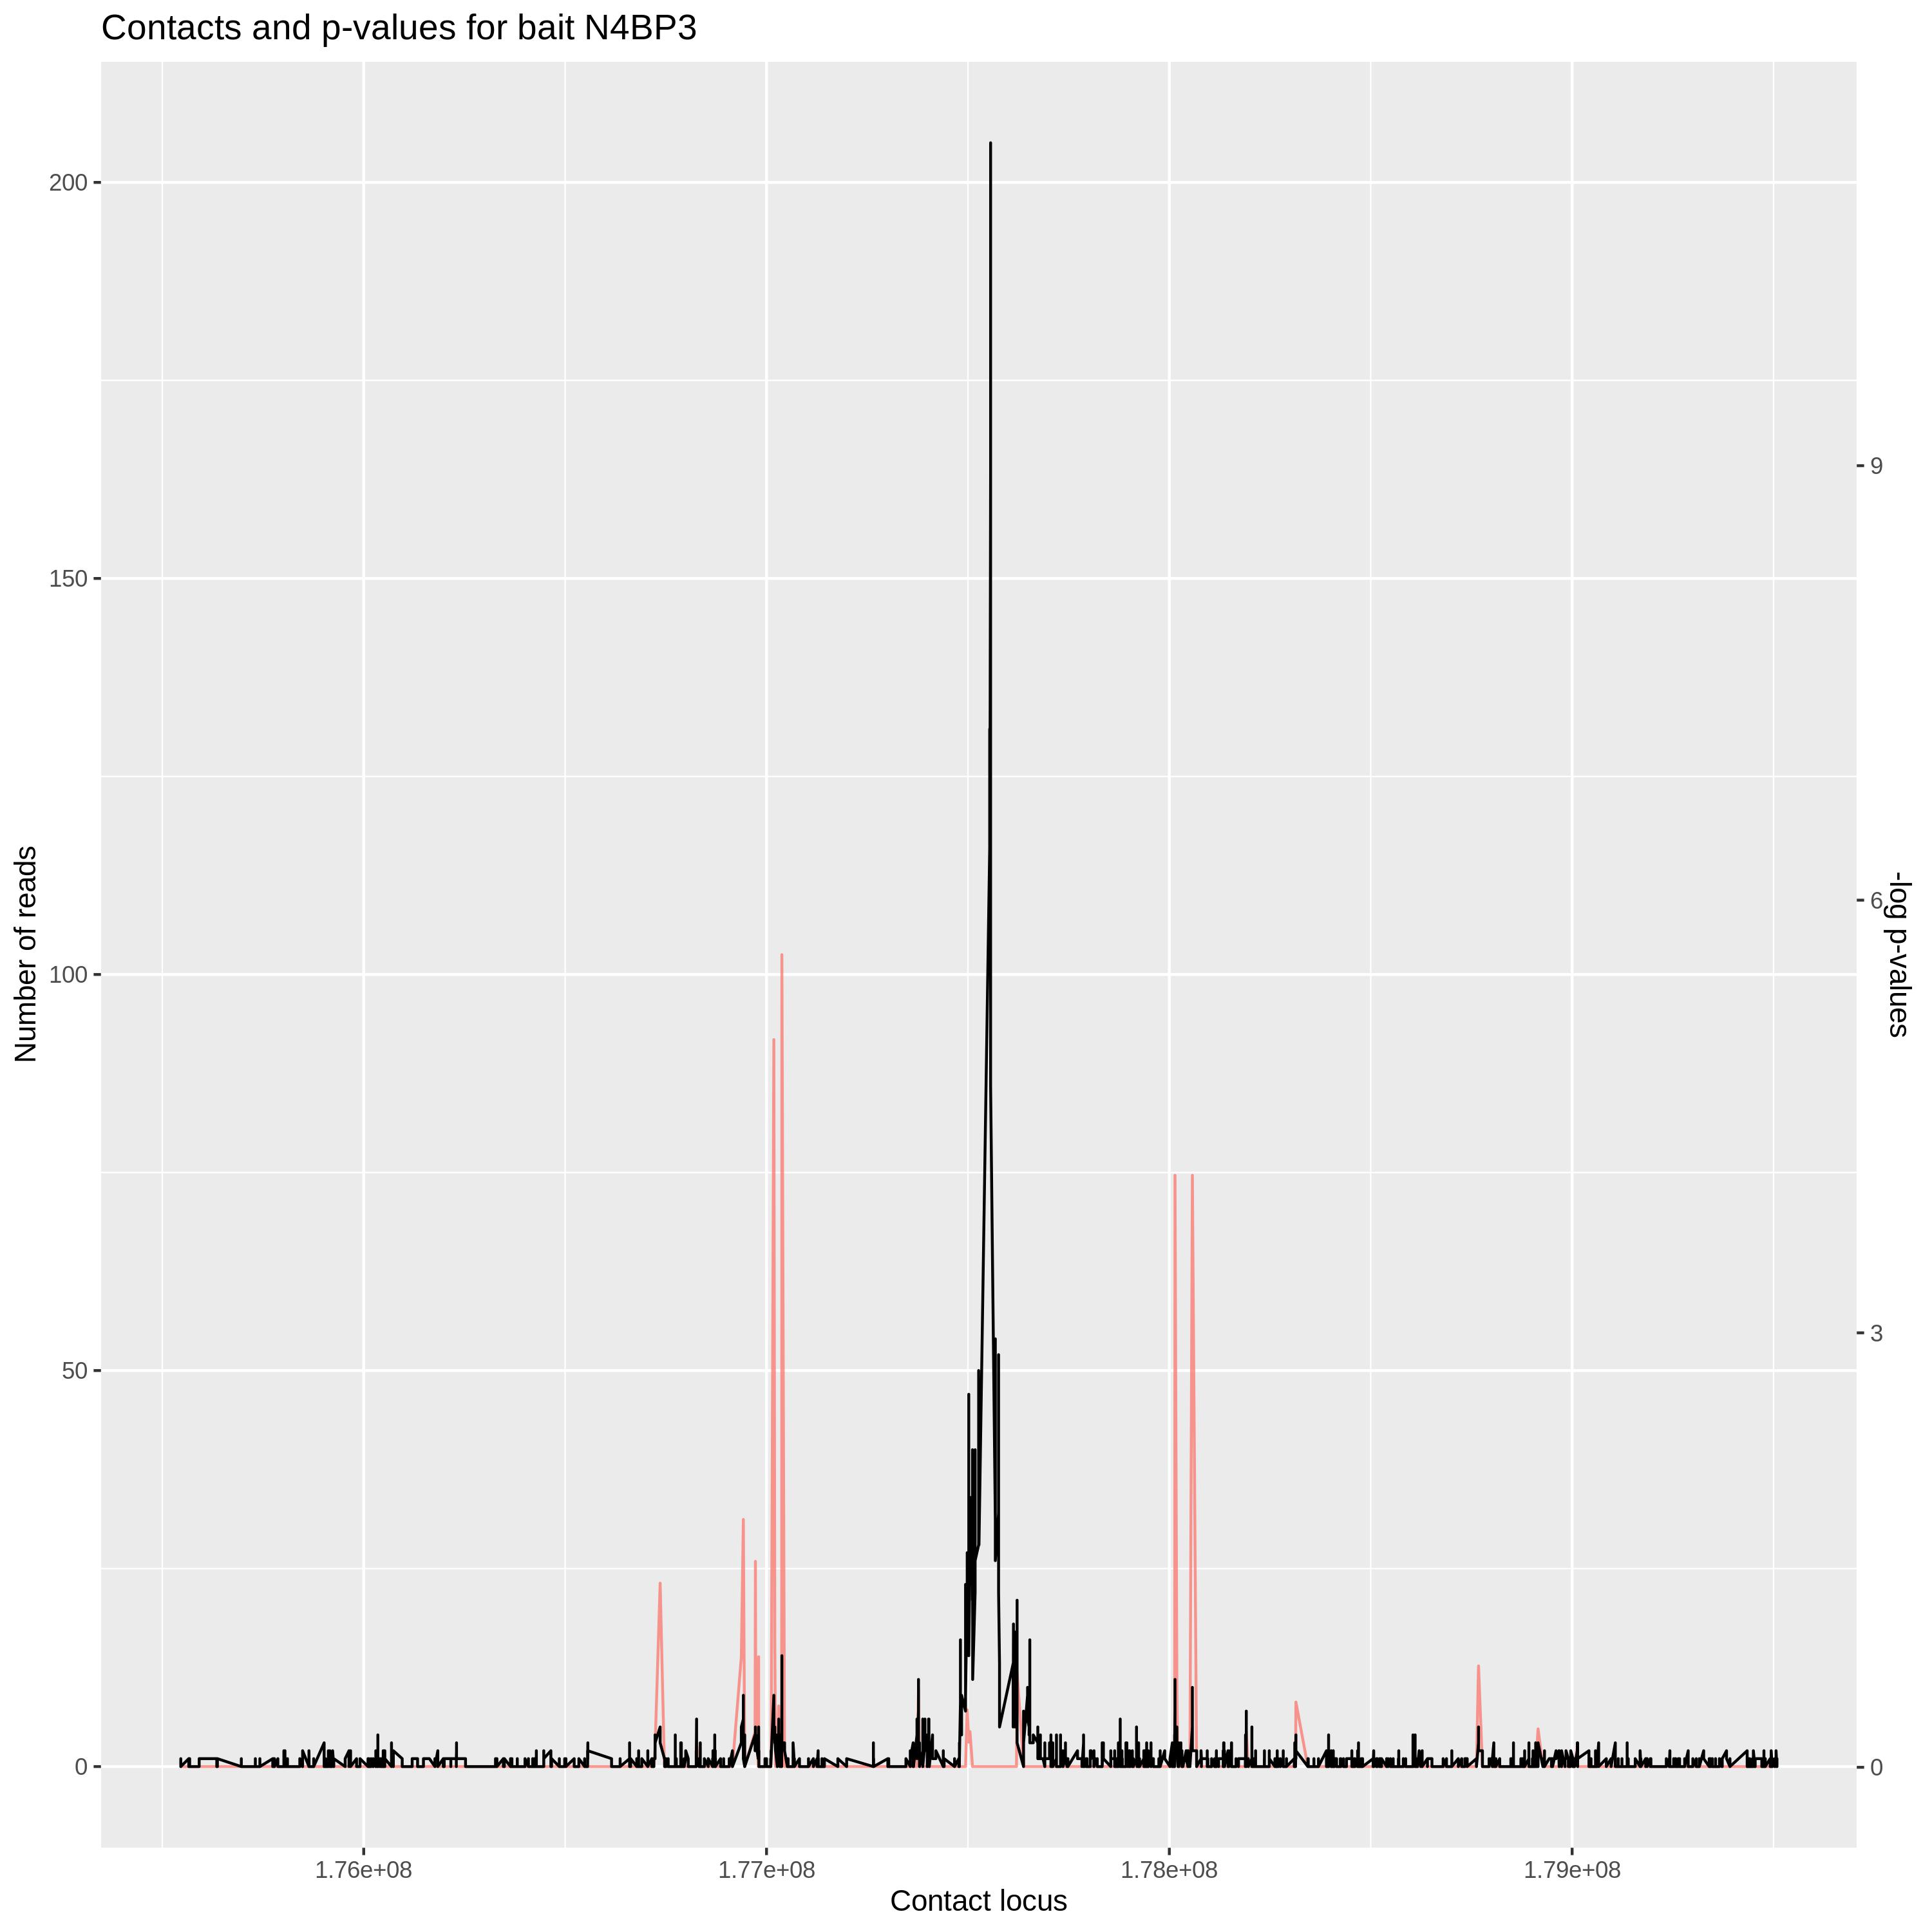 Contacts and p-values for bait N4BP3
200
150
100
50
0
Number of reads
9
6
3
0
-log p-values
1.76e+08
1.77e+08
1.78e+08
1.79e+08
Contact locus